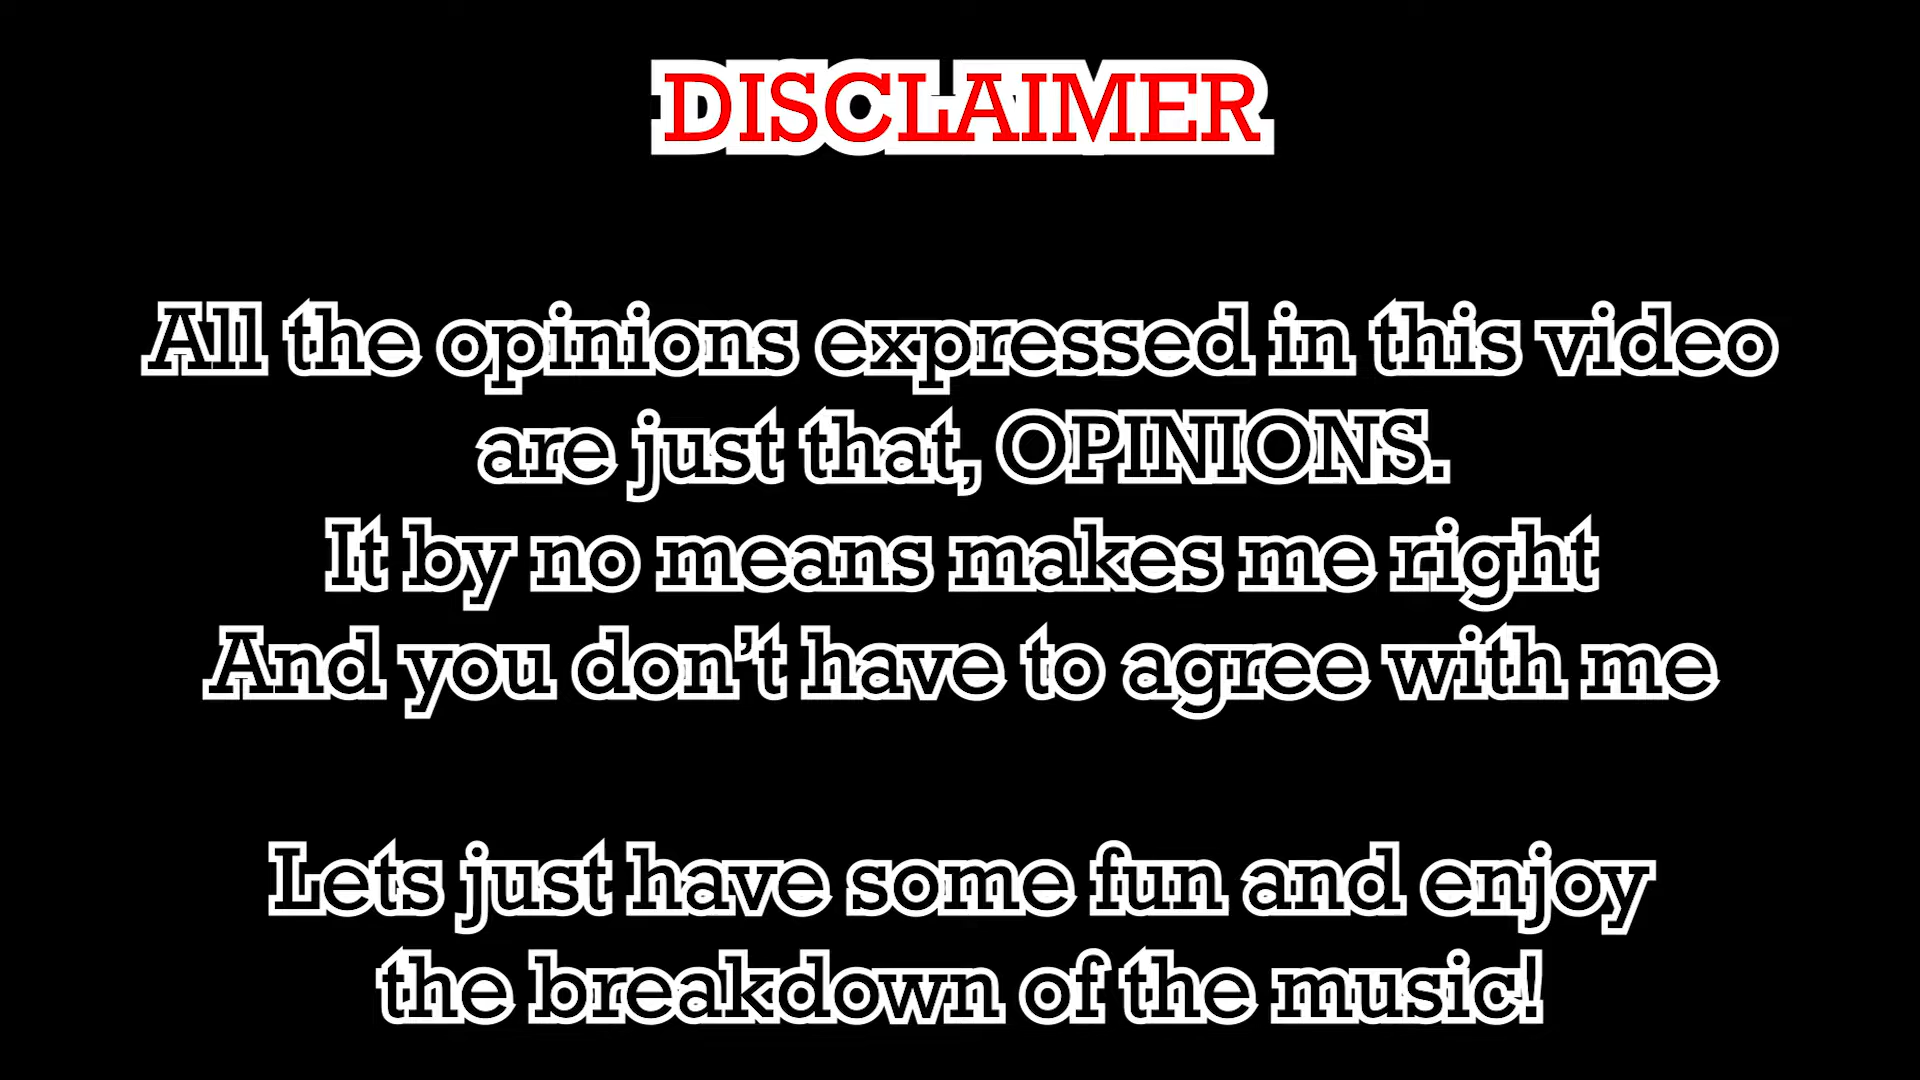 DISCLAIMER
All the opinions expressed in this video
are just that, OPINIONS.
It by no means makes me right
And you don't have to agree with me
Lets just have some fun and enjoy
the breakdown of the music!